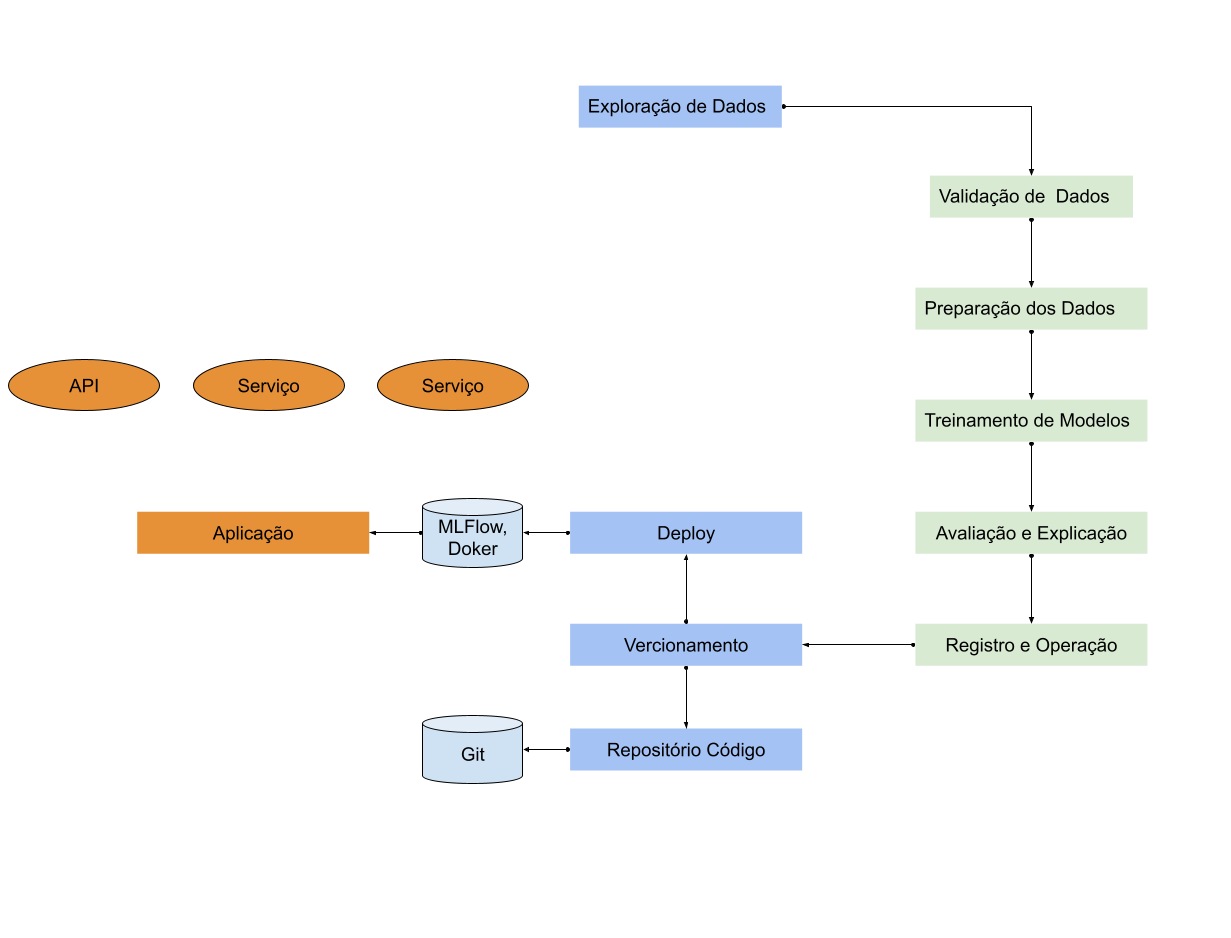 Exploração de Dados
Validação de  Dados
Preparação dos Dados
API
Serviço
Serviço
Treinamento de Modelos
Aplicação
MLFlow,
Doker
Deploy
Avaliação e Explicação
Vercionamento
Registro e Operação
Git
Repositório Código